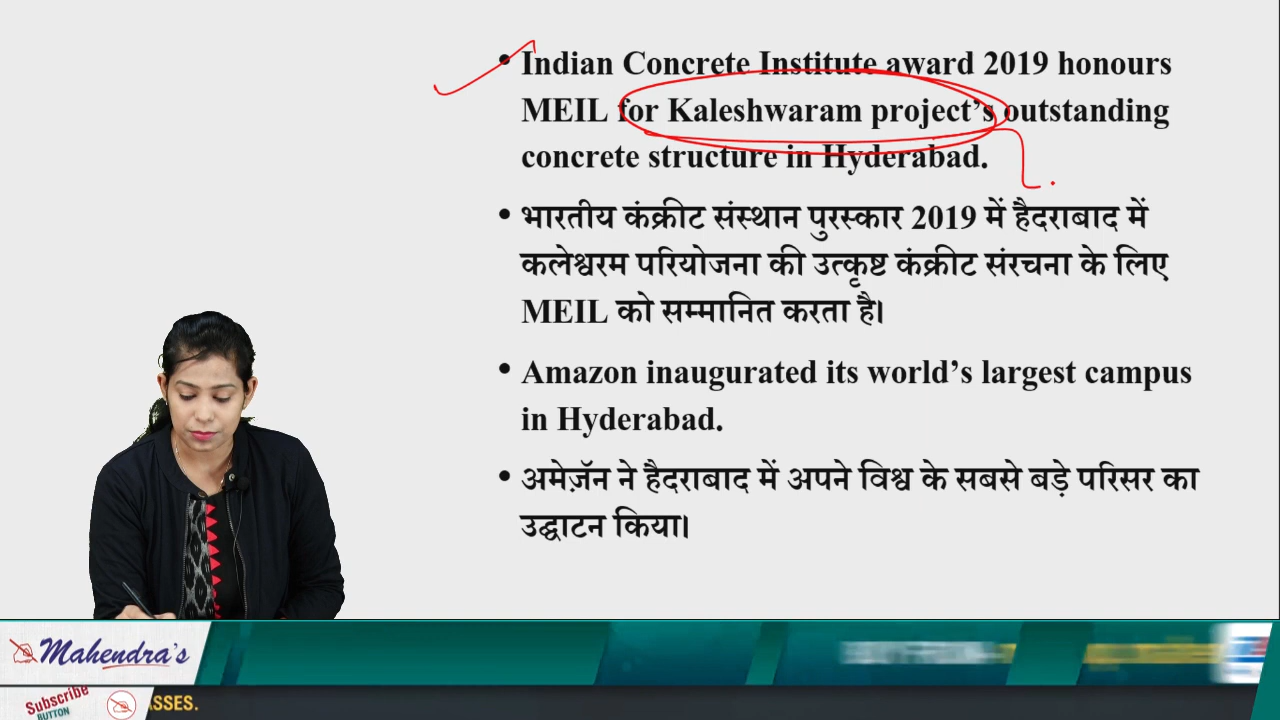 Indian Concrete Institute award 2019 honours
MEIL for Kaleshwaram project's outstanding
concrete structure in Hyderabad.
भारतीय कंक्रीट संस्थान पुरस्कार 2019 में हैदराबाद में
कलेश्वरम परियोजना की उत्कृष्ट कंक्रीट संरचना के लिए
MEIL को सम्मानित करता है।
Amazon inaugurated its world's largest campus
in Hyderabad.
अमेज़ॅन ने हैदराबाद में अपने विश्व के सबसे बड़े परिसर का
उद्घाटन किया।
Mahendra's
Subscribe
BUTTON
ASSES.